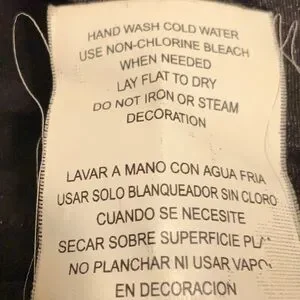 HAND WASH COLD WATER
USE NON-CHLORINE BLEACH
WHEN NEEDED
LAY FLAT TO DRY
DO NOT IRON OR STEAM
DECORATION
LAVAR A MANO CON AGUA FRIA
USAR SOLO BLANQUEADOR SIN CLORO
CUANDO SE NECESITE
SECAR SOBRE SUPERFICIE
NO PLANCHAR NI USAR
EN DECORACIÓN